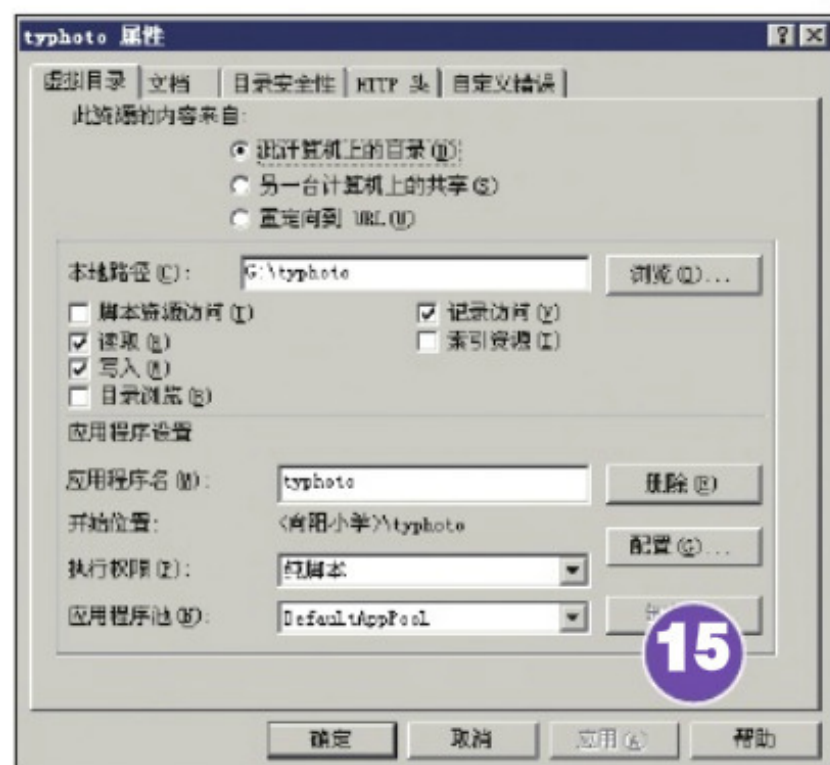 typhoto 属性
虚拟目录 文档 目录安全性 HTTP 头 自定义错误
此资源的内容来自:
此计算机上的目录(D)
另一台计算机上的共享(S)
重定向到 URL(U)
本地路径(C): G:\typhoto 浏览(O)...
脚本资源访问(T) 记录访问(V)
读取(R) 索引资源(I)
写入(W)
目录浏览(B)
应用程序设置
应用程序名(M): typhoto 删除(E)
开始位置: <向阳小学>\typhoto
配置(G)...
执行权限(P): 纯脚本
应用程序池(N): DefaultAppPool
15
确定 取消 应用(A) 帮助